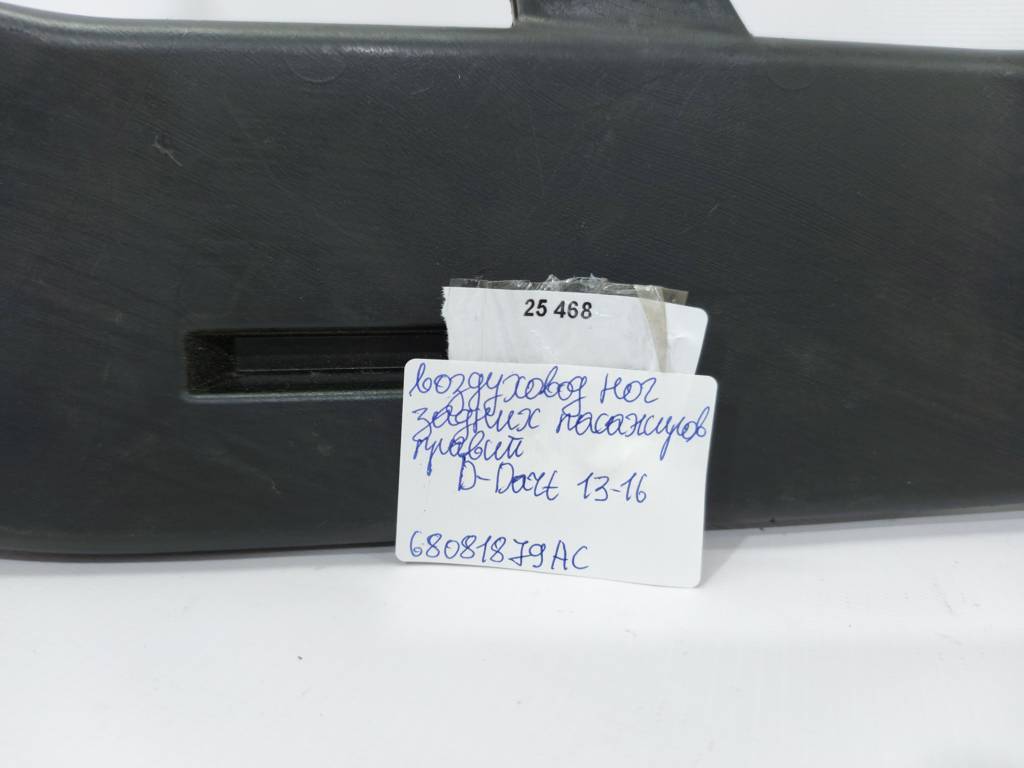 25 468
воздуховод ног
задних пасажиров
правый
D-Dart 13-16
68081879AC